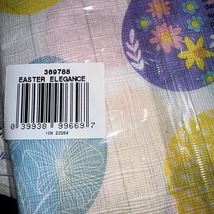 369788
EASTER ELEGANCE
0 39938 99669 7
ICN 23264